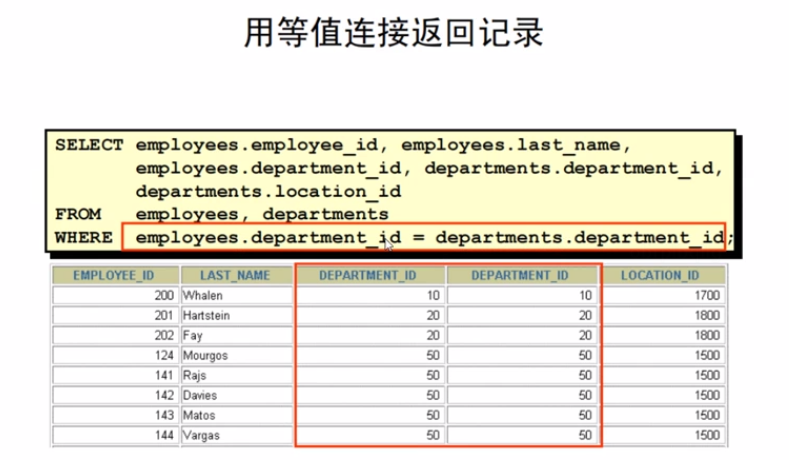 用等值连接返回记录
SELECT employees.employee_id, employees.last_name,
employees.department_id, departments.department_id,
departments.location_id
FROM employees, departments
WHERE employees.department_id = departments.department_id;
EMPLOYEE_ID LAST_NAME DEPARTMENT_ID DEPARTMENT_ID LOCATION_ID
200 Whalen 10 10 1700
201 Hartstein 20 20 1800
202 Fay 20 20 1800
124 Mourgos 50 50 1500
141 Rajs 50 50 1500
142 Davies 50 50 1500
143 Matos 50 50 1500
144 Vargas 50 50 1500